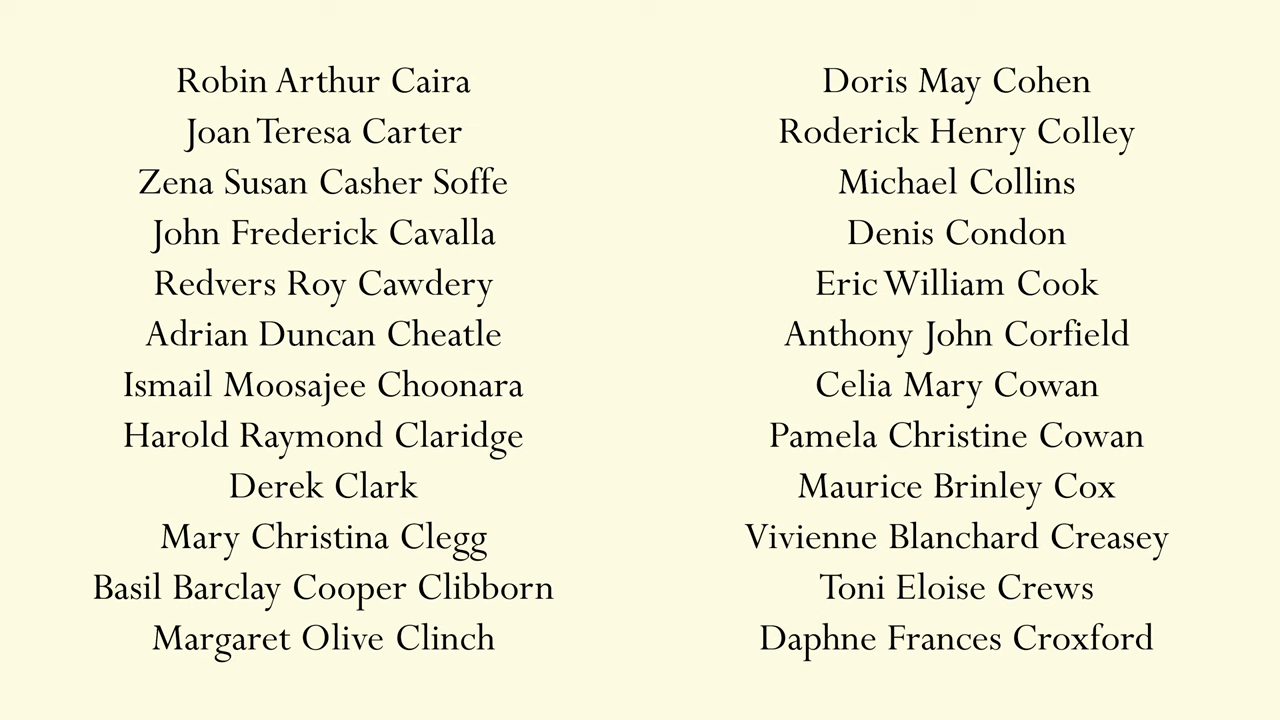 Robin Arthur Caira
Joan Teresa Carter
Zena Susan Casher Soffe
John Frederick Cavalla
Redvers Roy Cawdery
Adrian Duncan Cheatle
Ismail Moosajee Choonara
Harold Raymond Claridge
Derek Clark
Mary Christina Clegg
Basil Barclay Cooper Clibborn
Margaret Olive Clinch
Doris May Cohen
Roderick Henry Colley
Michael Collins
Denis Condon
Eric William Cook
Anthony John Corfield
Celia Mary Cowan
Pamela Christine Cowan
Maurice Brinley Cox
Vivienne Blanchard Creasey
Toni Eloise Crews
Daphne Frances Croxford